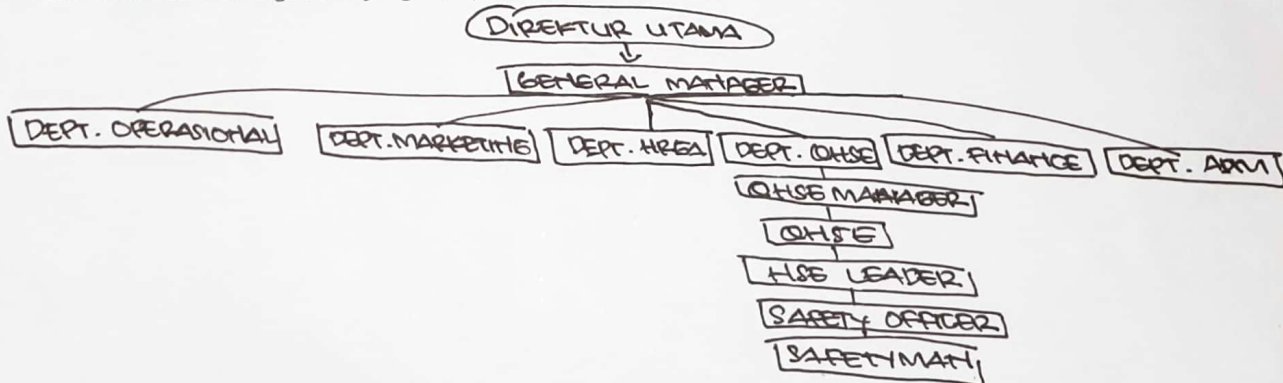 DIREKTUR UTAMA
GENERAL MANAGER
DEPT. OPERASIONAL
DEPT. MARKETING
DEPT. HRGA
DEPT. QHSE
DEPT. FINANCE
DEPT. ADM
QHSE MANAGER
QHSE
HSE LEADER
SAFETY OFFICER
SAFETYMAN